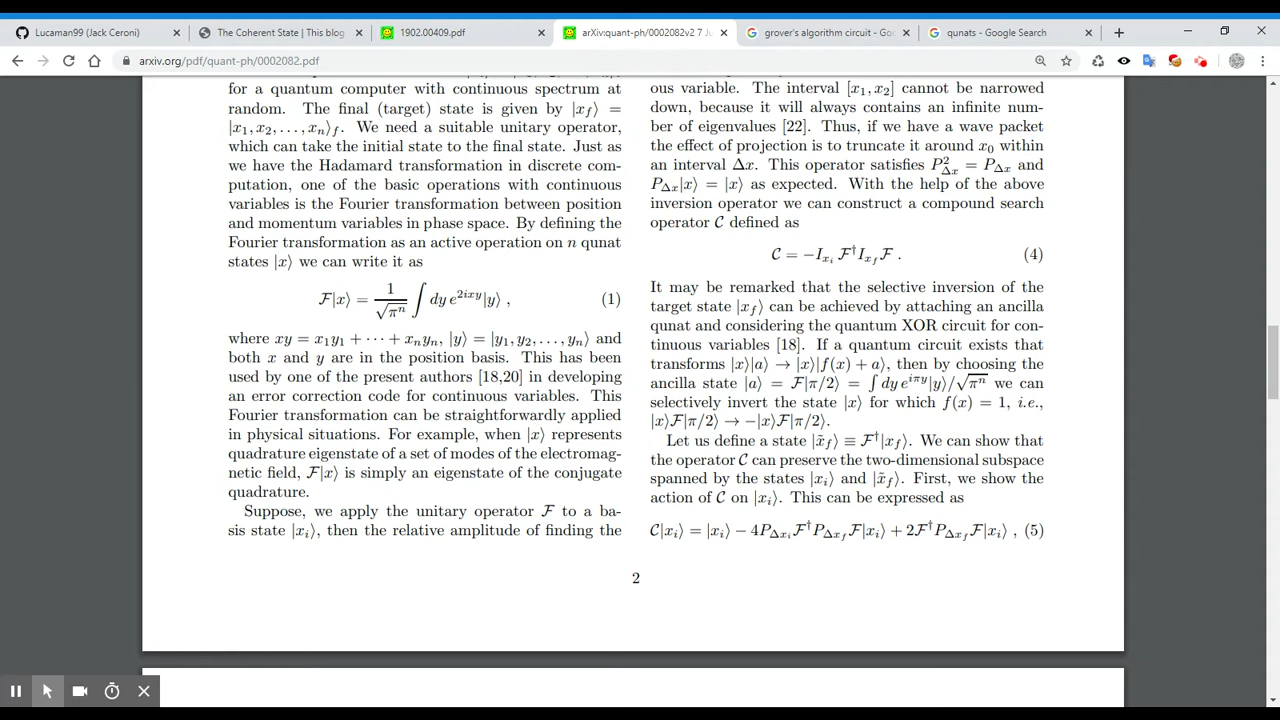 Lucaman99 (Jack Ceroni)
The Coherent State | This blog
1902.00409.pdf
arXiv:quant-ph/0002082v2 7 Ju
grover's algorithm circuit - Goo
qunats - Google Search
arxiv.org/pdf/quant-ph/0002082.pdf
for a quantum computer with continuous spectrum at
random. The final (target) state is given by |x_f⟩ =
|x_1, x_2, . . . , x_n⟩_f. We need a suitable unitary operator,
which can take the initial state to the final state. Just as
we have the Hadamard transformation in discrete com-
putation, one of the basic operations with continuous
variables is the Fourier transformation between position
and momentum variables in phase space. By defining the
Fourier transformation as an active operation on n qunat
states |x⟩ we can write it as
ℱ|x⟩ = 1/√π^n ∫ dy e^{2ixy}|y⟩ , (1)
where xy = x_1y_1 + ⋯ + x_ny_n, |y⟩ = |y_1, y_2, . . . , y_n⟩ and
both x and y are in the position basis. This has been
used by one of the present authors [18,20] in developing
an error correction code for continuous variables. This
Fourier transformation can be straightforwardly applied
in physical situations. For example, when |x⟩ represents
quadrature eigenstate of a set of modes of the electromag-
netic field, ℱ|x⟩ is simply an eigenstate of the conjugate
quadrature.
Suppose, we apply the unitary operator ℱ to a ba-
sis state |x_i⟩, then the relative amplitude of finding the
ous variable. The interval [x_1, x_2] cannot be narrowed
down, because it will always contains an infinite num-
ber of eigenvalues [22]. Thus, if we have a wave packet
the effect of projection is to truncate it around x_0 within
an interval Δx. This operator satisfies P²_{Δx} = P_{Δx} and
P_{Δx}|x⟩ = |x⟩ as expected. With the help of the above
inversion operator we can construct a compound search
operator 𝒞 defined as
𝒞 = −I_{x_i} ℱ† I_{x_f} ℱ . (4)
It may be remarked that the selective inversion of the
target state |x_f⟩ can be achieved by attaching an ancilla
qunat and considering the quantum XOR circuit for con-
tinuous variables [18]. If a quantum circuit exists that
transforms |x⟩|a⟩ → |x⟩|f(x) + a⟩, then by choosing the
ancilla state |a⟩ = ℱ|π/2⟩ = ∫ dy e^{iπy}|y⟩/√π^n we can
selectively invert the state |x⟩ for which f(x) = 1, i.e.,
|x⟩ℱ|π/2⟩ → −|x⟩ℱ|π/2⟩.
Let us define a state |x̃_f⟩ ≡ ℱ†|x_f⟩. We can show that
the operator 𝒞 can preserve the two-dimensional subspace
spanned by the states |x_i⟩ and |x̃_f⟩. First, we show the
action of 𝒞 on |x_i⟩. This can be expressed as
𝒞|x_i⟩ = |x_i⟩ − 4P_{Δx_i}ℱ†P_{Δx_f}ℱ|x_i⟩ + 2ℱ†P_{Δx_f}ℱ|x_i⟩ , (5)
2